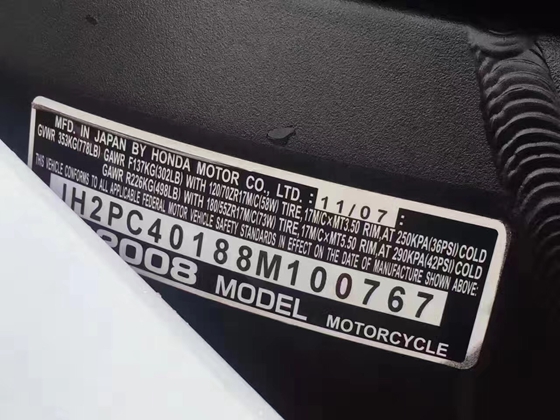 MFD. IN JAPAN BY HONDA MOTOR CO., LTD. : 11/07 :
GVWR 353KG(778LB) GAWR F137KG(302LB) WITH 120/70ZR17M/C(58W) TIRE, 17M/C×MT3.50 RIM, AT 250KPA(36PSI) COLD
GAWR R226KG(498LB) WITH 180/55ZR17M/C(73W) TIRE, 17M/C×MT5.50 RIM, AT 290KPA(42PSI) COLD
THIS VEHICLE CONFORMS TO ALL APPLICABLE FEDERAL MOTOR VEHICLE SAFETY STANDARDS IN EFFECT ON THE DATE OF MANUFACTURE SHOWN ABOVE:
JH2PC40188M100767
2008 MODEL MOTORCYCLE